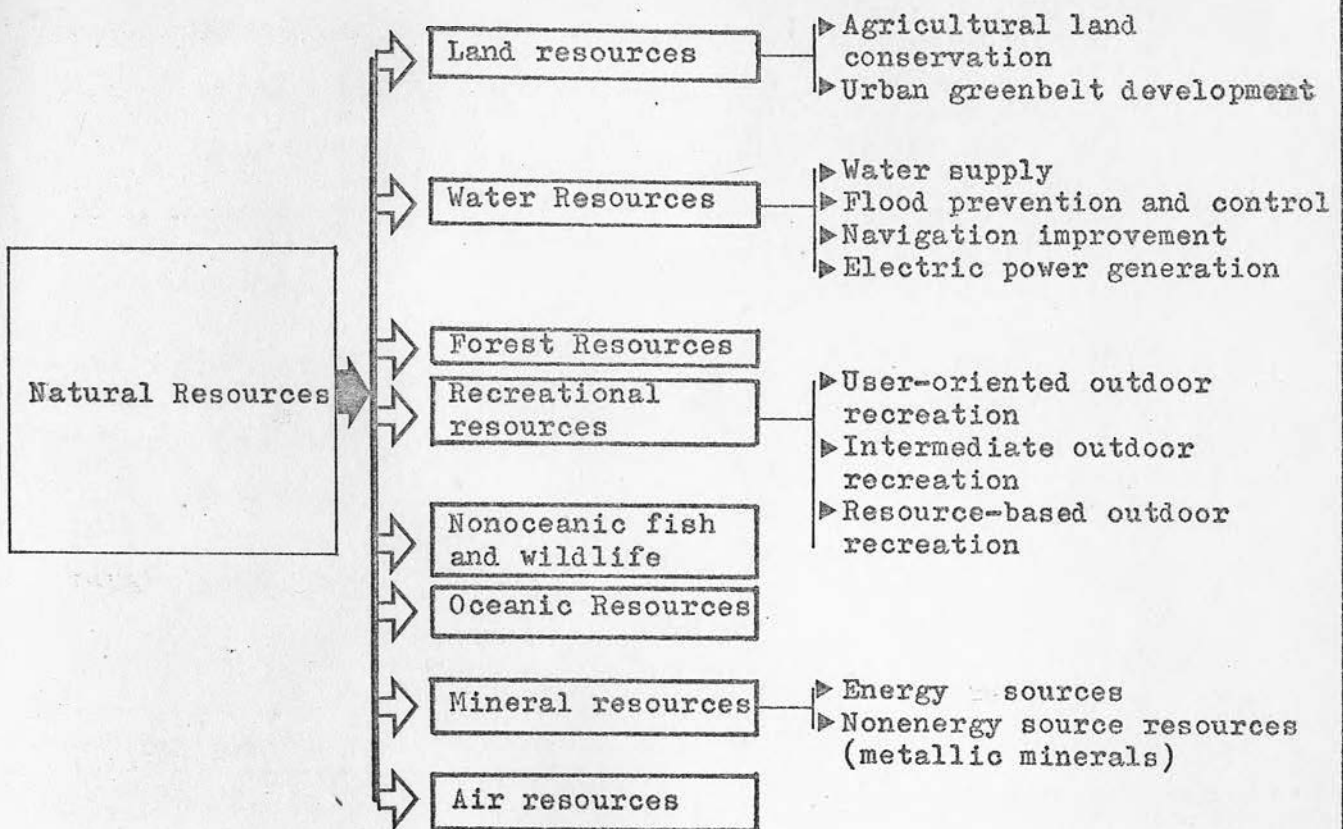 Natural Resources
Land resources
Agricultural land
conservation
Urban greenbelt development
Water Resources
Water supply
Flood prevention and control
Navigation improvement
Electric power generation
Forest Resources
Recreational
resources
User-oriented outdoor
recreation
Intermediate outdoor
recreation
Resource-based outdoor
recreation
Nonoceanic fish
and wildlife
Oceanic Resources
Mineral resources
Energy sources
Nonenergy source resources
(metallic minerals)
Air resources